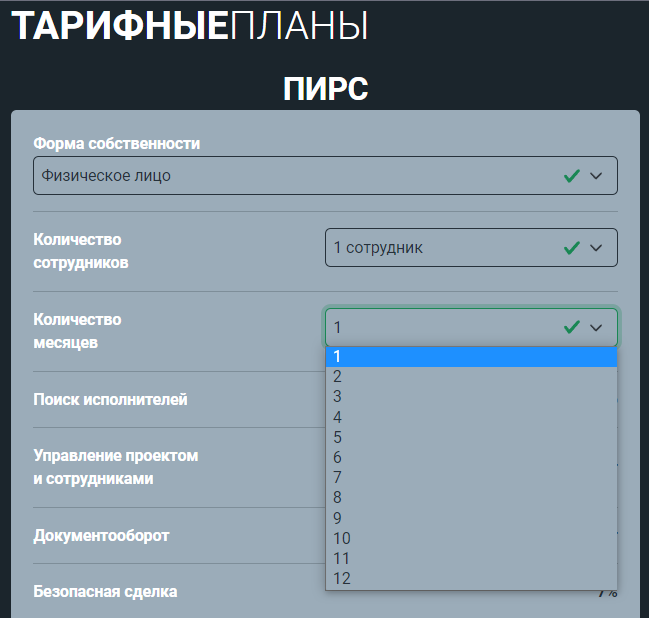 ТАРИФНЫЕПЛАНЫ
ПИРС
Форма собственности
Физическое лицо
Количество
сотрудников
1 сотрудник
Количество
месяцев
1
1
2
3
4
5
6
7
8
9
10
11
12
Поиск исполнителей
Управление проектом
и сотрудниками
Документооборот
Безопасная сделка
7%